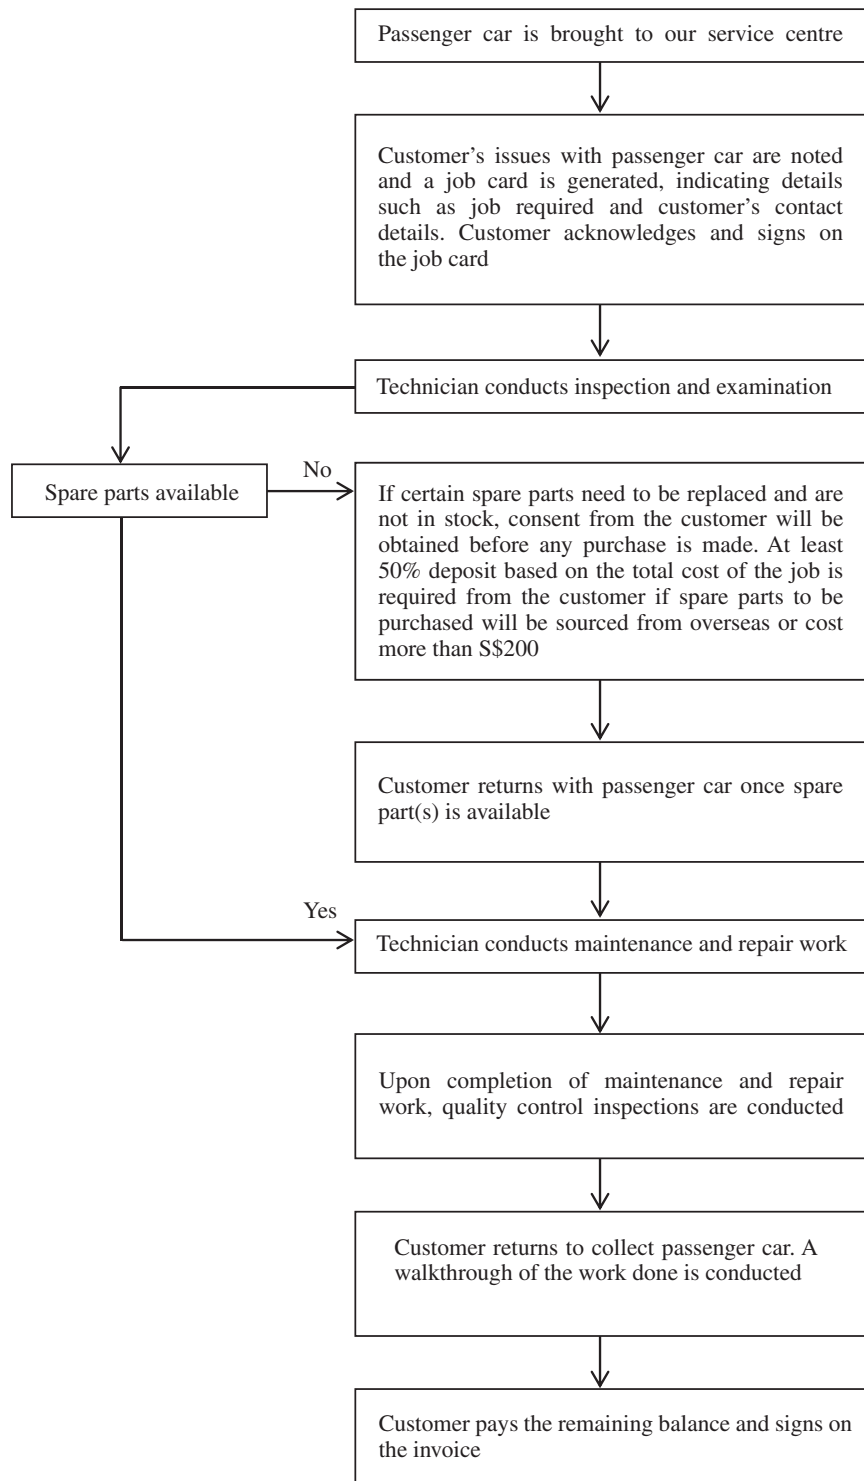 Passenger car is brought to our service centre
Customer’s issues with passenger car are noted
and a job card is generated, indicating details
such as job required and customer’s contact
details. Customer acknowledges and signs on
the job card
Technician conducts inspection and examination
Spare parts available
No
If certain spare parts need to be replaced and are
not in stock, consent from the customer will be
obtained before any purchase is made. At least
50% deposit based on the total cost of the job is
required from the customer if spare parts to be
purchased will be sourced from overseas or cost
more than S$200
Customer returns with passenger car once spare
part(s) is available
Yes
Technician conducts maintenance and repair work
Upon completion of maintenance and repair
work, quality control inspections are conducted
Customer returns to collect passenger car. A
walkthrough of the work done is conducted
Customer pays the remaining balance and signs on
the invoice